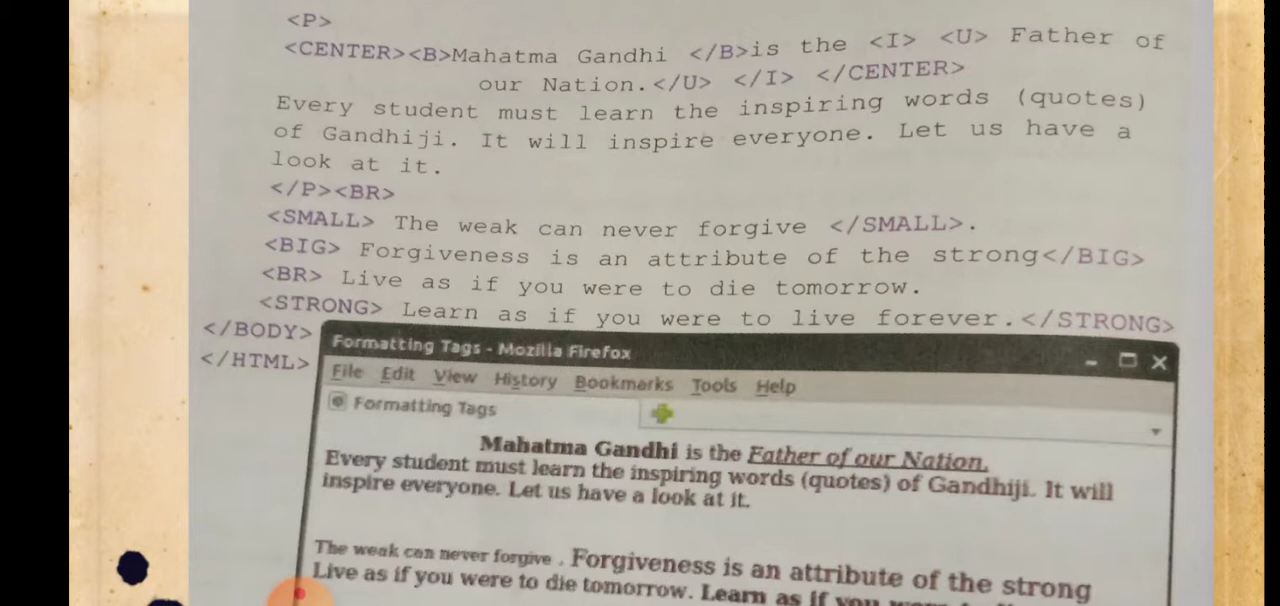 <P>
<CENTER><B>Mahatma Gandhi </B>is the <I> <U> Father of
our Nation.</U> </I> </CENTER>
Every student must learn the inspiring words (quotes)
of Gandhiji. It will inspire everyone. Let us have a
look at it.
</P><BR>
<SMALL> The weak can never forgive </SMALL>.
<BIG> Forgiveness is an attribute of the strong</BIG>
<BR> Live as if you were to die tomorrow.
<STRONG> Learn as if you were to live forever.</STRONG>
</BODY>
</HTML>
Formatting Tags - Mozilla Firefox
File Edit View History Bookmarks Tools Help
Formatting Tags
Mahatma Gandhi is the Father of our Nation.
Every student must learn the inspiring words (quotes) of Gandhiji. It will
inspire everyone. Let us have a look at it.
The weak can never forgive . Forgiveness is an attribute of the strong
Live as if you were to die tomorrow. Learn as if you were